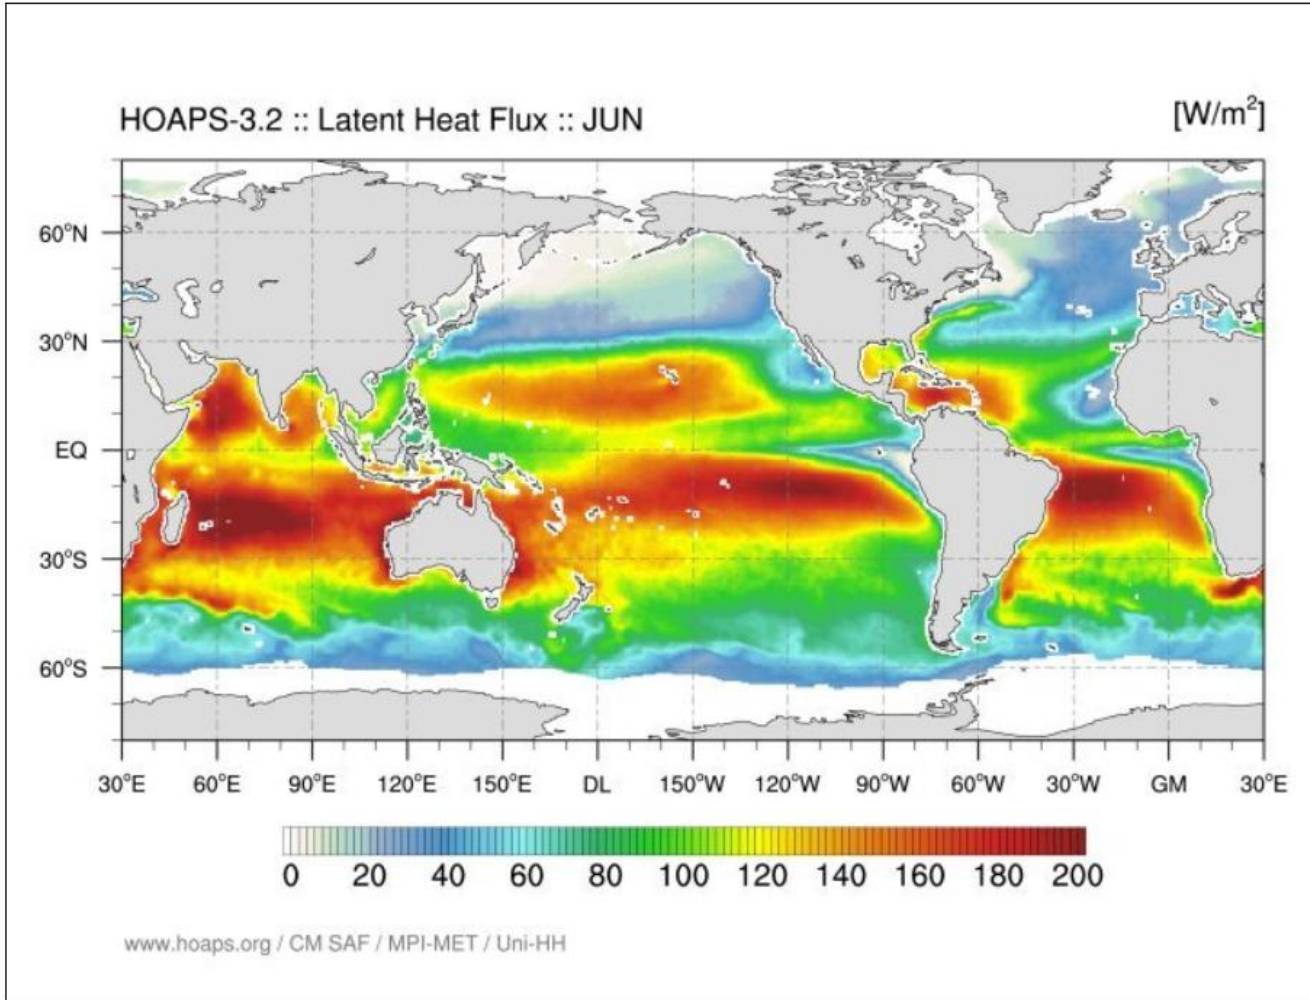 HOAPS-3.2 :: Latent Heat Flux :: JUN
[W/m²]
60°N
30°N
EQ
30°S
60°S
30°E 60°E 90°E 120°E 150°E DL 150°W 120°W 90°W 60°W 30°W GM 30°E
0 20 40 60 80 100 120 140 160 180 200
www.hoaps.org / CM SAF / MPI-MET / Uni-HH